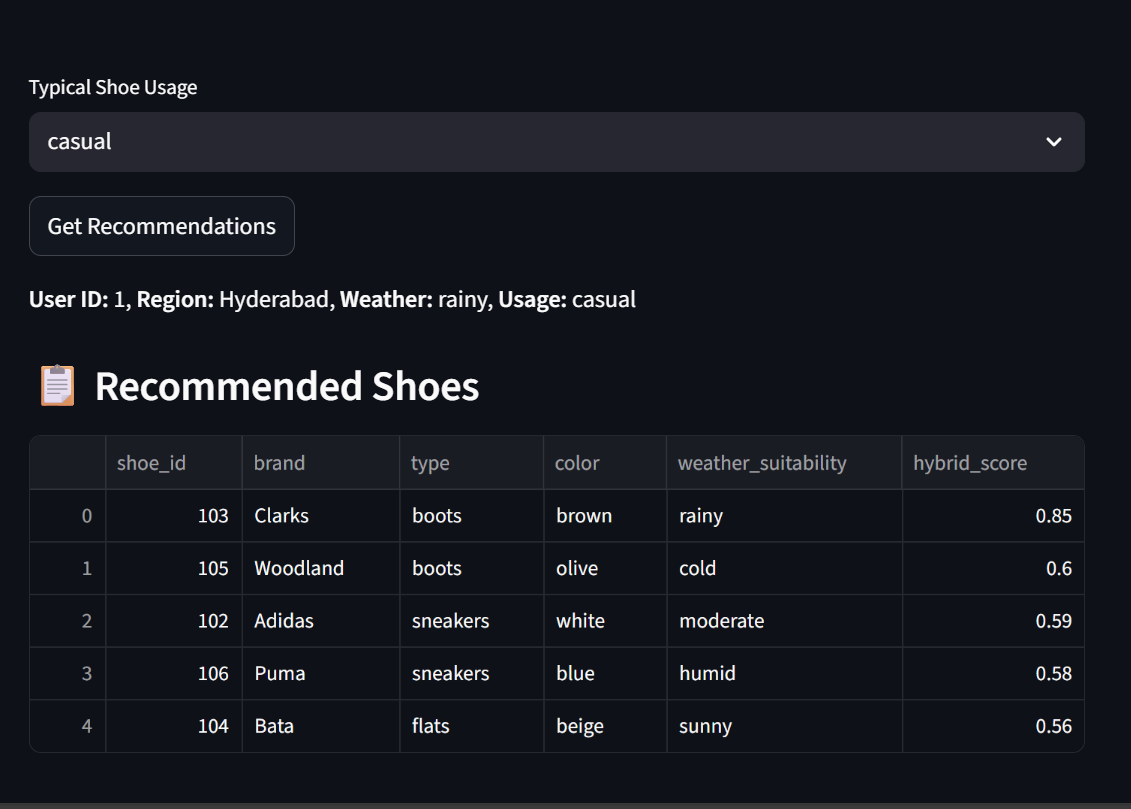 Typical Shoe Usage
casual
Get Recommendations
User ID: 1, Region: Hyderabad, Weather: rainy, Usage: casual
Recommended Shoes
shoe_id brand type color weather_suitability hybrid_score
0 103 Clarks boots brown rainy 0.85
1 105 Woodland boots olive cold 0.6
2 102 Adidas sneakers white moderate 0.59
3 106 Puma sneakers blue humid 0.58
4 104 Bata flats beige sunny 0.56